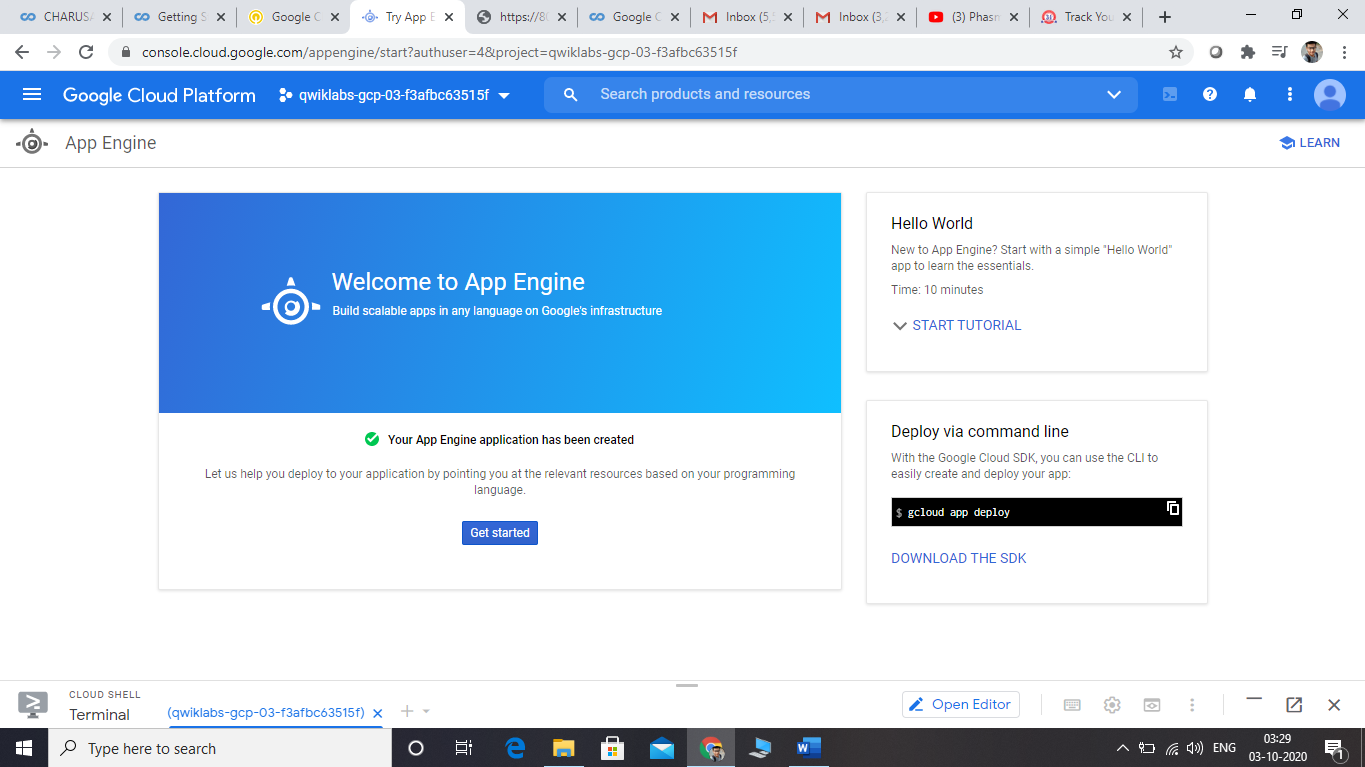 CHARUSA
Getting S
Google C
Try App E
https://8
Google C
Inbox (5,
Inbox (3,
(3) Phasm
Track You
console.cloud.google.com/appengine/start?authuser=4&project=qwiklabs-gcp-03-f3afbc63515f
Google Cloud Platform
qwiklabs-gcp-03-f3afbc63515f
Search products and resources
App Engine
LEARN
Welcome to App Engine
Build scalable apps in any language on Google's infrastructure
Your App Engine application has been created
Let us help you deploy to your application by pointing you at the relevant resources based on your programming
language.
Get started
Hello World
New to App Engine? Start with a simple "Hello World"
app to learn the essentials.
Time: 10 minutes
START TUTORIAL
Deploy via command line
With the Google Cloud SDK, you can use the CLI to
easily create and deploy your app:
$ gcloud app deploy
DOWNLOAD THE SDK
CLOUD SHELL
Terminal
(qwiklabs-gcp-03-f3afbc63515f)
Open Editor
Type here to search
ENG
03:29
03-10-2020
1